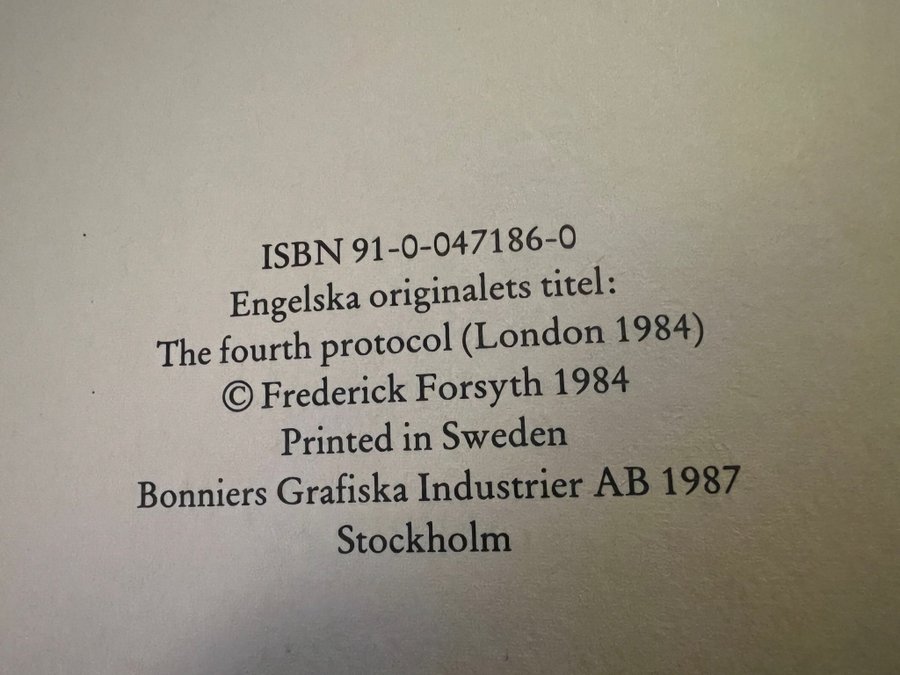 ISBN 91-0-047186-0
Engelska originalets titel:
The fourth protocol (London 1984)
© Frederick Forsyth 1984
Printed in Sweden
Bonniers Grafiska Industrier AB 1987
Stockholm